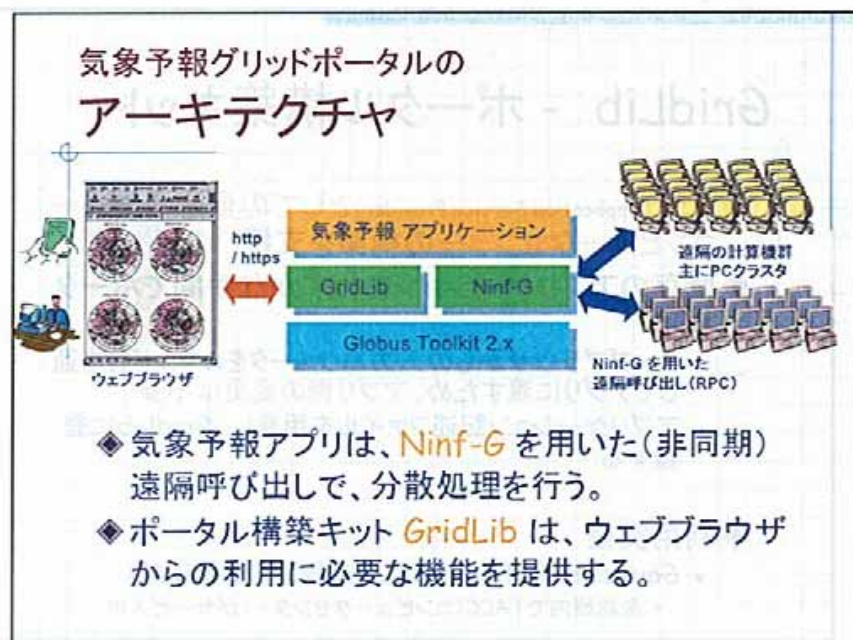 気象予報グリッドポータルの
アーキテクチャ
http
/ https
気象予報 アプリケーション
GridLib
Ninf-G
Globus Toolkit 2.x
遠隔の計算機群
主にPCクラスタ
ウェブブラウザ
Ninf-G を用いた
遠隔呼び出し(RPC)
◈ 気象予報アプリは、Ninf-G を用いた(非同期)
遠隔呼び出しで、分散処理を行う。
◈ ポータル構築キット GridLib は、ウェブブラウザ
からの利用に必要な機能を提供する。